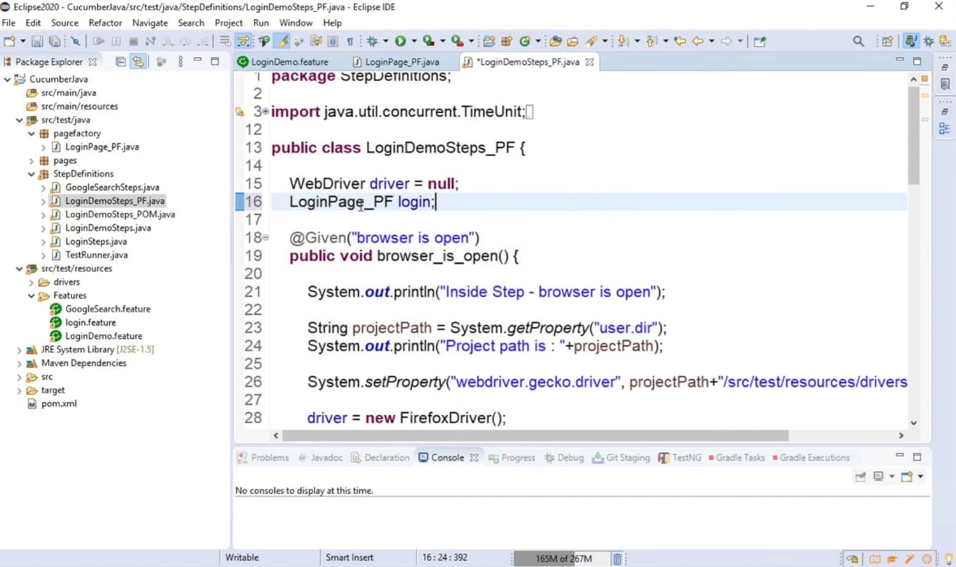 Eclipse2020 - CucumberJava/src/test/java/StepDefinitions/LoginDemoSteps_PF.java - Eclipse IDE
File Edit Source Refactor Navigate Search Project Run Window Help
Package Explorer
LoginDemo.feature LoginPage_PF.java *LoginDemoSteps_PF.java
CucumberJava
src/main/java
src/main/resources
src/test/java
pagefactory
LoginPage_PF.java
pages
StepDefinitions
GoogleSearchSteps.java
LoginDemoSteps_PF.java
LoginDemoSteps_POM.java
LoginDemoSteps.java
LoginSteps.java
TestRunner.java
src/test/resources
drivers
Features
GoogleSearch.feature
login.feature
LoginDemo.feature
JRE System Library [J2SE-1.5]
Maven Dependencies
src
target
pom.xml
1 package StepDefinitions;
2
3 import java.util.concurrent.TimeUnit;
12
13 public class LoginDemoSteps_PF {
14
15 WebDriver driver = null;
16 LoginPage_PF login;
17
18 @Given("browser is open")
19 public void browser_is_open() {
20
21 System.out.println("Inside Step - browser is open");
22
23 String projectPath = System.getProperty("user.dir");
24 System.out.println("Project path is : "+projectPath);
25
26 System.setProperty("webdriver.gecko.driver", projectPath+"/src/test/resources/drivers
27
28 driver = new FirefoxDriver();
Problems Javadoc Declaration Console Progress Debug Git Staging TestNG Gradle Tasks Gradle Executions
No consoles to display at this time.
Writable Smart Insert 16 : 24 : 392 165M of 267M